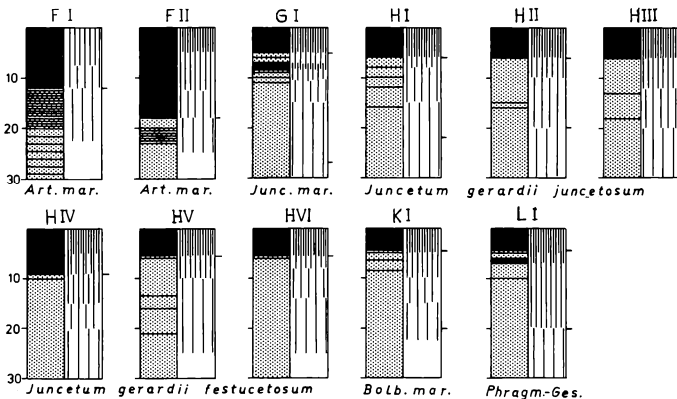 F I F II G I H I H II H III
10
20
30
Art. mar. Art. mar. Junc. mar. Juncetum gerardii juncetosum
H IV H V H VI K I L I
10
20
30
Juncetum gerardii festucetosum Bolb. mar. Phragm.-Ges.